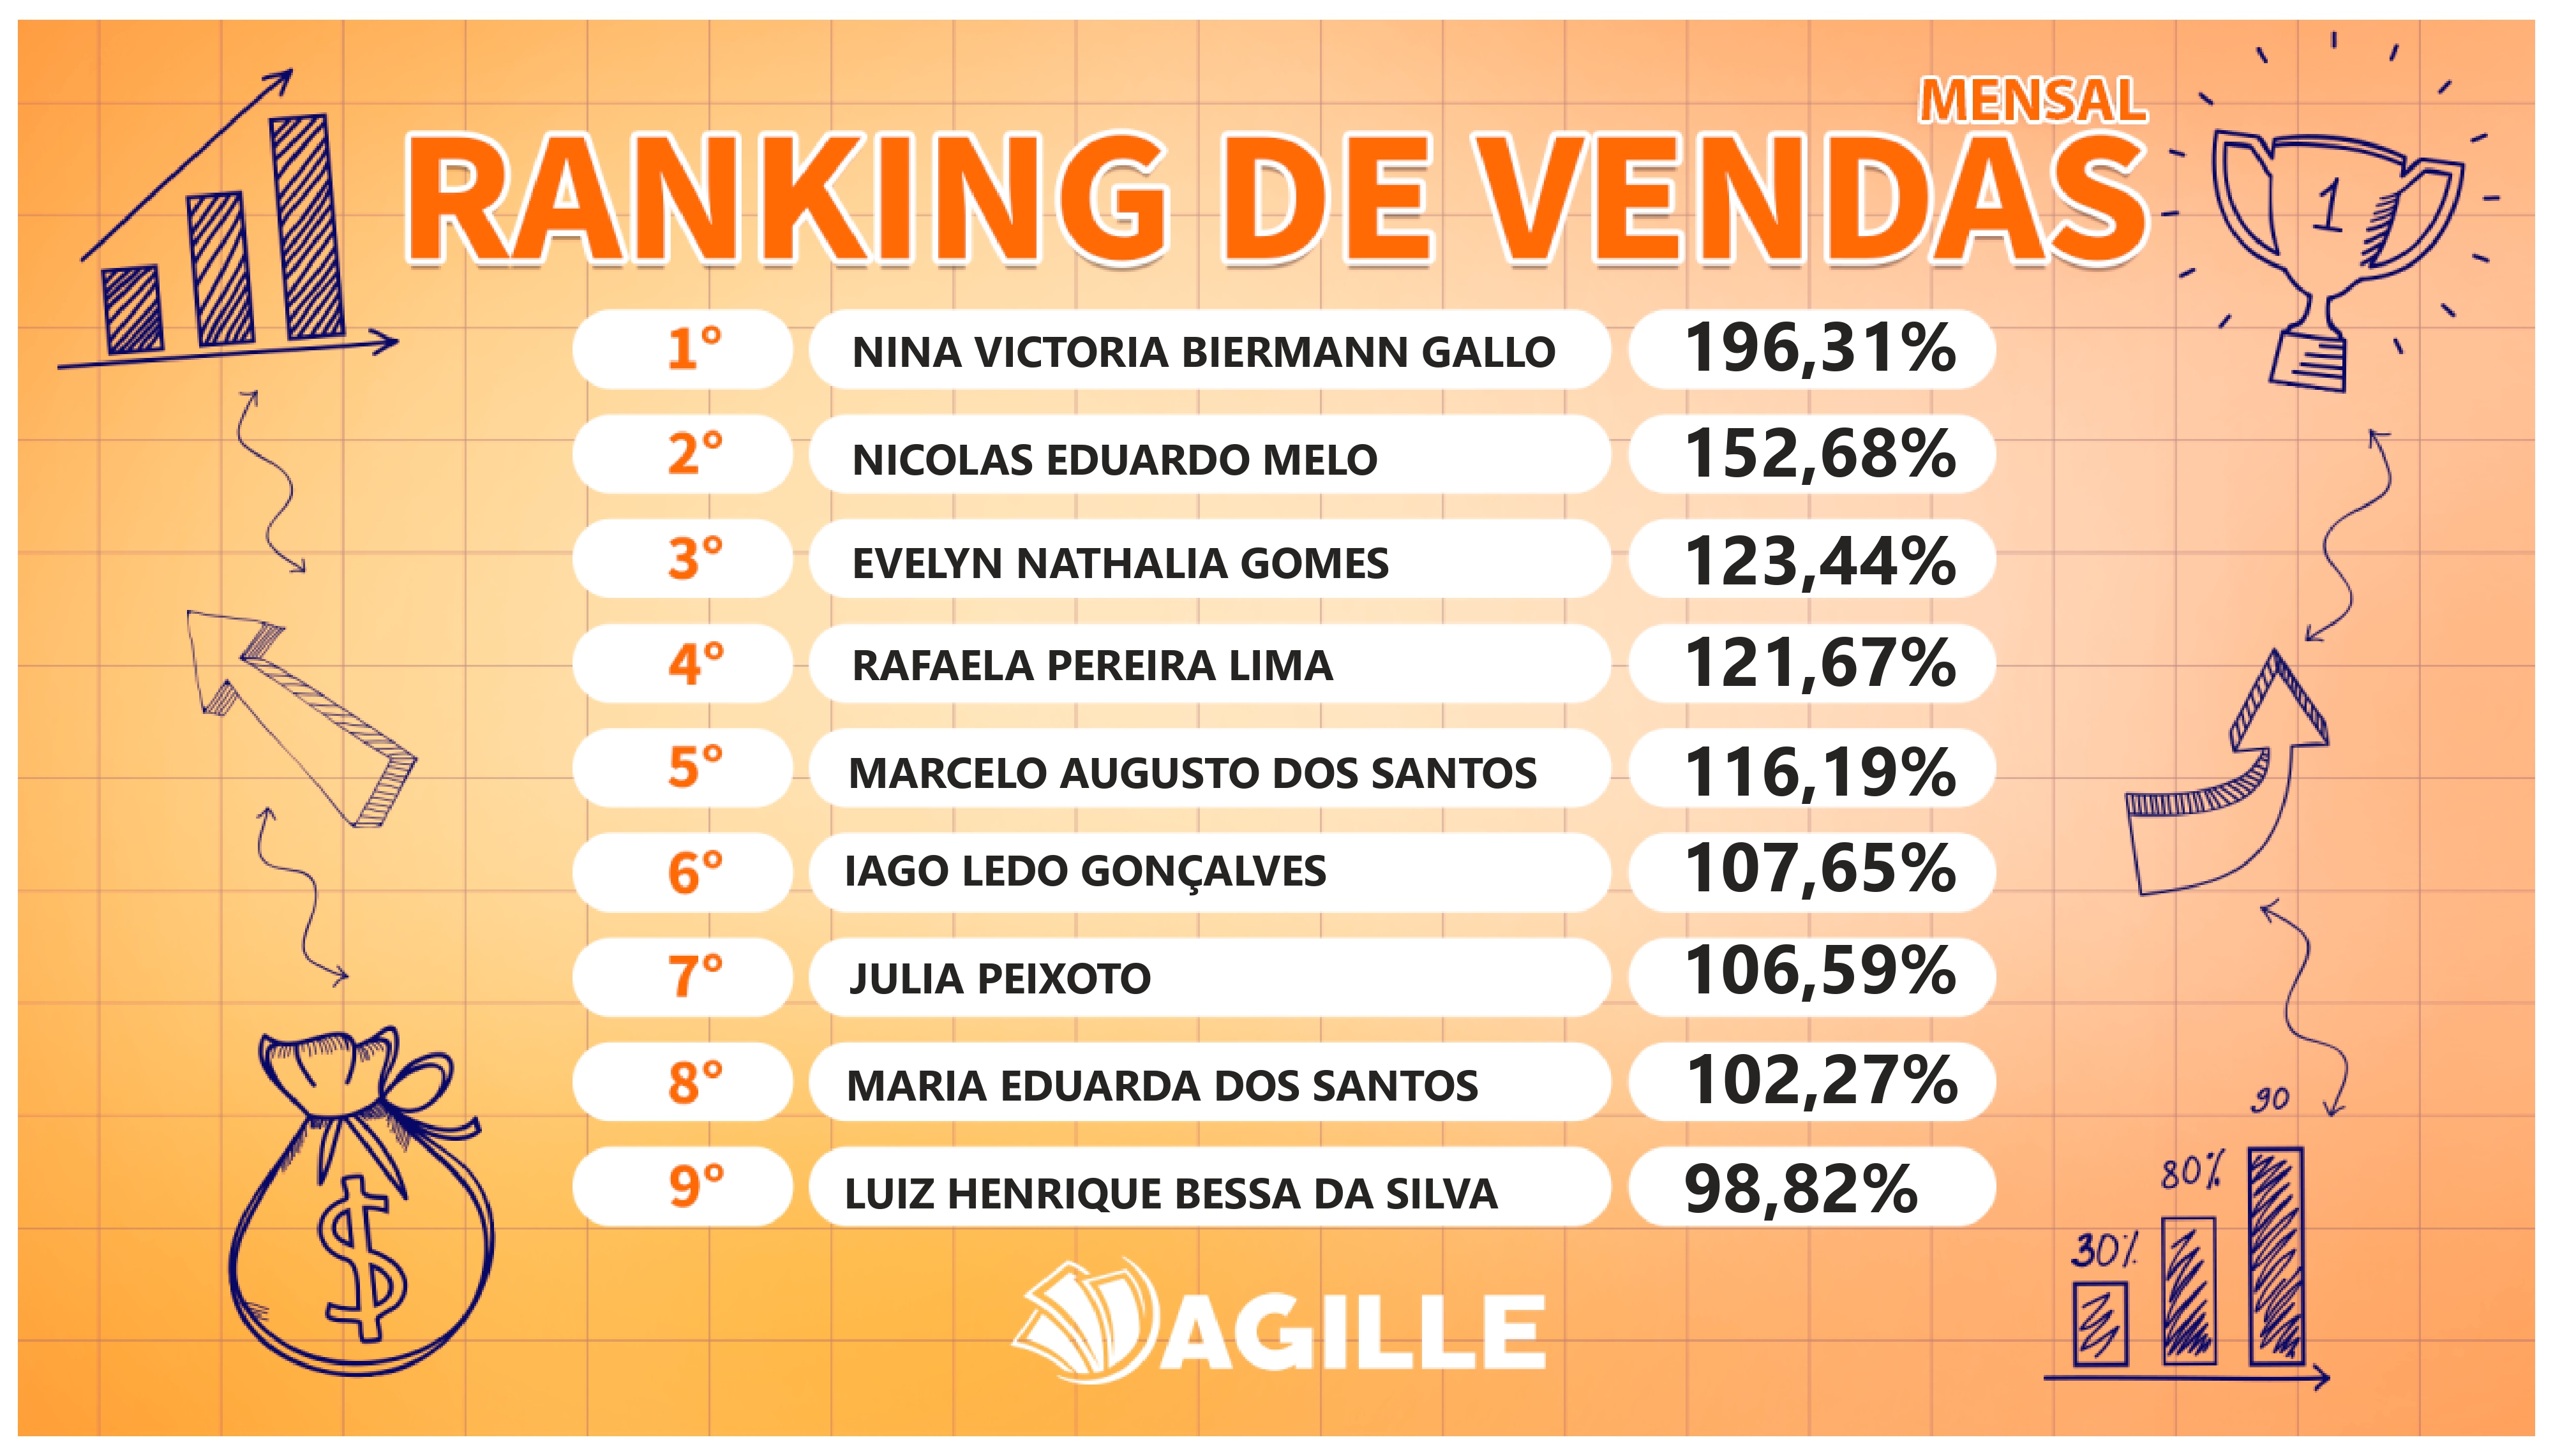 MENSAL
RANKING DE VENDAS
1
1° NINA VICTORIA BIERMANN GALLO 196,31%
2° NICOLAS EDUARDO MELO 152,68%
3° EVELYN NATHALIA GOMES 123,44%
4° RAFAELA PEREIRA LIMA 121,67%
5° MARCELO AUGUSTO DOS SANTOS 116,19%
6° IAGO LEDO GONÇALVES 107,65%
7° JULIA PEIXOTO 106,59%
8° MARIA EDUARDA DOS SANTOS 102,27%
9° LUIZ HENRIQUE BESSA DA SILVA 98,82%
$
30%
80%
90
AGILLE